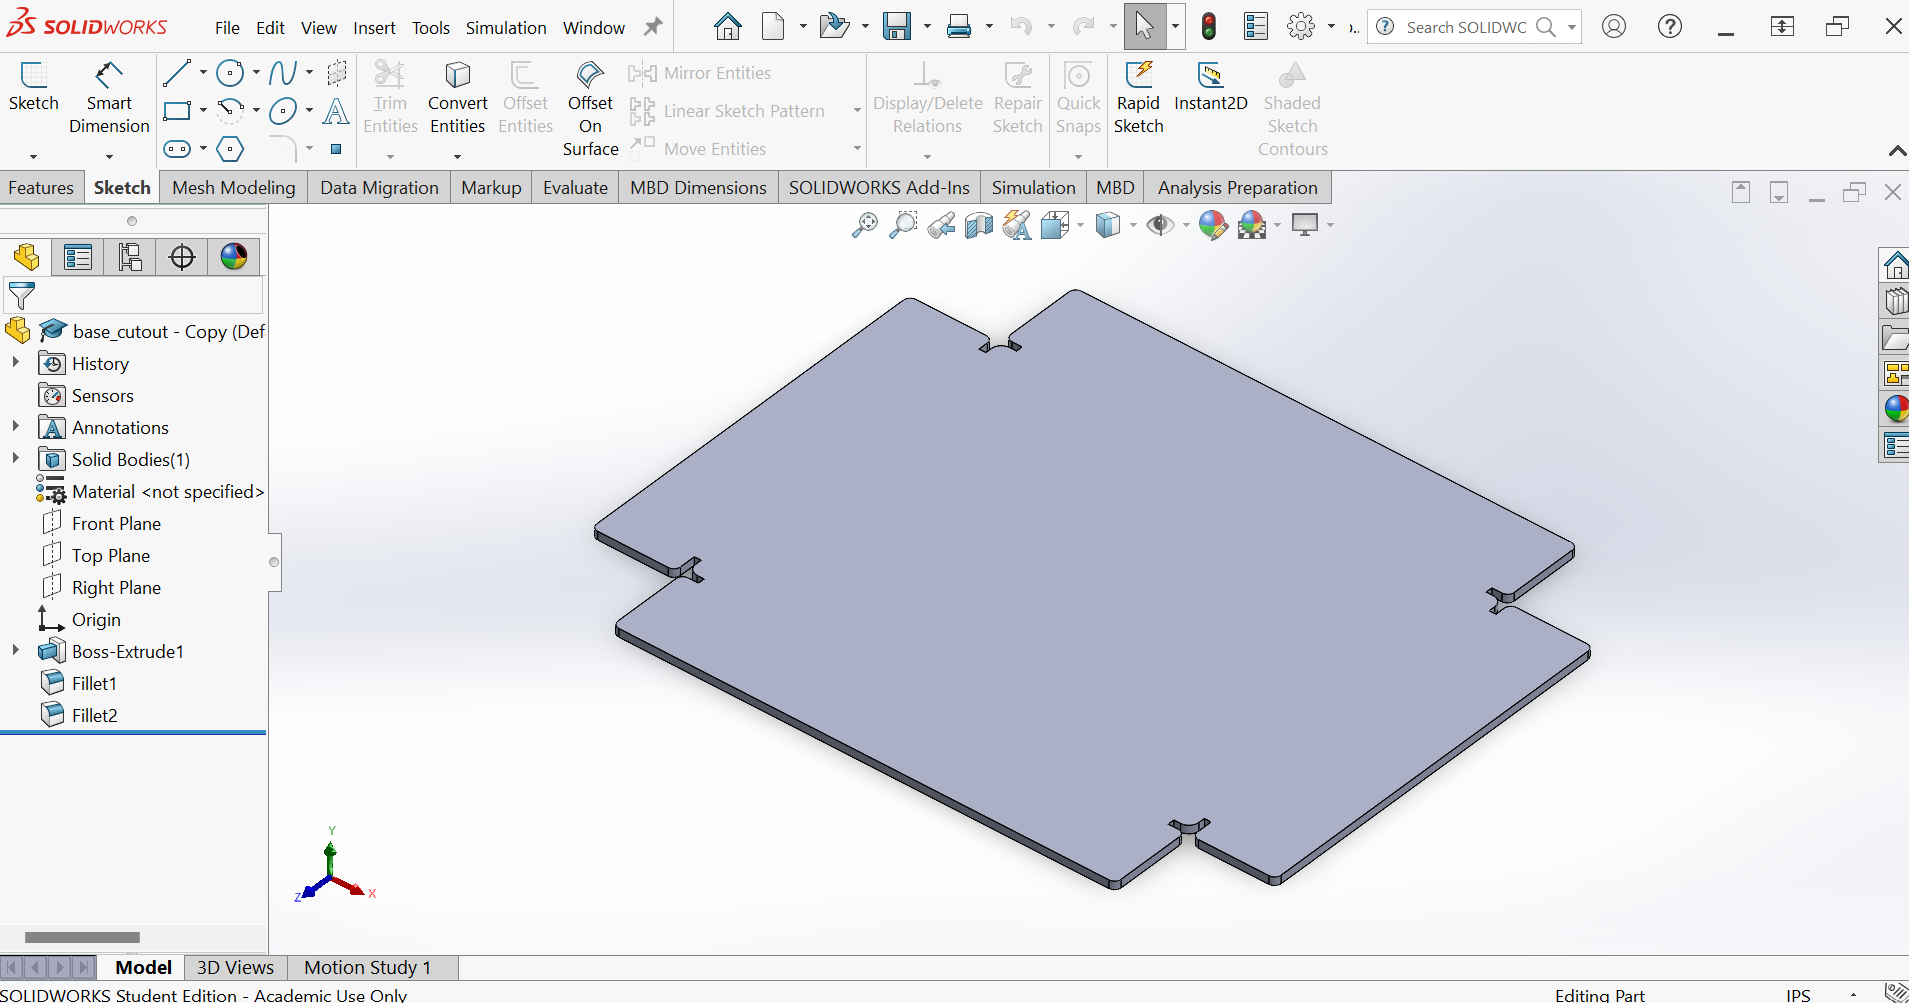 SOLIDWORKS File Edit View Insert Tools Simulation Window Search SOLIDWC
Sketch Smart Dimension Trim Entities Convert Entities Offset Entities Offset On Surface Mirror Entities Linear Sketch Pattern Move Entities Display/Delete Relations Repair Sketch Quick Snaps Rapid Sketch Instant2D Shaded Sketch Contours
Features Sketch Mesh Modeling Data Migration Markup Evaluate MBD Dimensions SOLIDWORKS Add-Ins Simulation MBD Analysis Preparation
base_cutout - Copy (Def
History
Sensors
Annotations
Solid Bodies(1)
Material <not specified>
Front Plane
Top Plane
Right Plane
Origin
Boss-Extrude1
Fillet1
Fillet2
Y
Z X
Model 3D Views Motion Study 1
SOLIDWORKS Student Edition - Academic Use Only Editing Part IPS